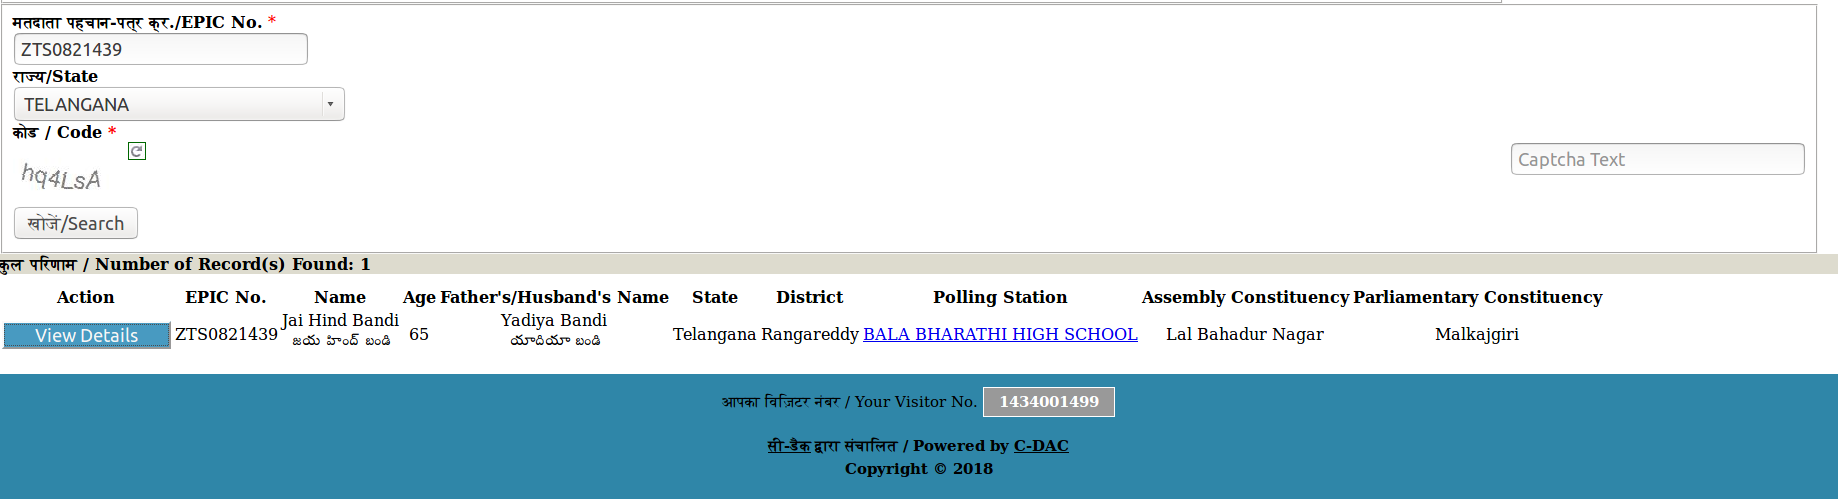 मतदाता पहचान-पत्र क्र./EPIC No. *
ZTS0821439
राज्य/State
TELANGANA
कोड / Code *
hq4LsA
Captcha Text
खोजें/Search
कुल परिणाम / Number of Record(s) Found: 1
Action EPIC No. Name Age Father's/Husband's Name State District Polling Station Assembly Constituency Parliamentary Constituency
View Details ZTS0821439 Jai Hind Bandi జయ హింద్ బండి 65 Yadiya Bandi యాదియా బండి Telangana Rangareddy BALA BHARATHI HIGH SCHOOL Lal Bahadur Nagar Malkajgiri
आपका विज़िटर नंबर / Your Visitor No. 1434001499
सी-डैक द्वारा संचालित / Powered by C-DAC
Copyright © 2018